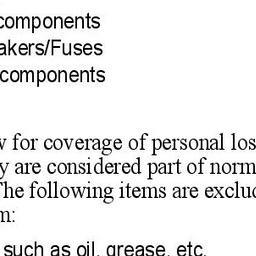 components
akers/Fuses
components
w for coverage of personal los
y are considered part of norm
The following items are exclud
m:
such as oil, grease, etc.